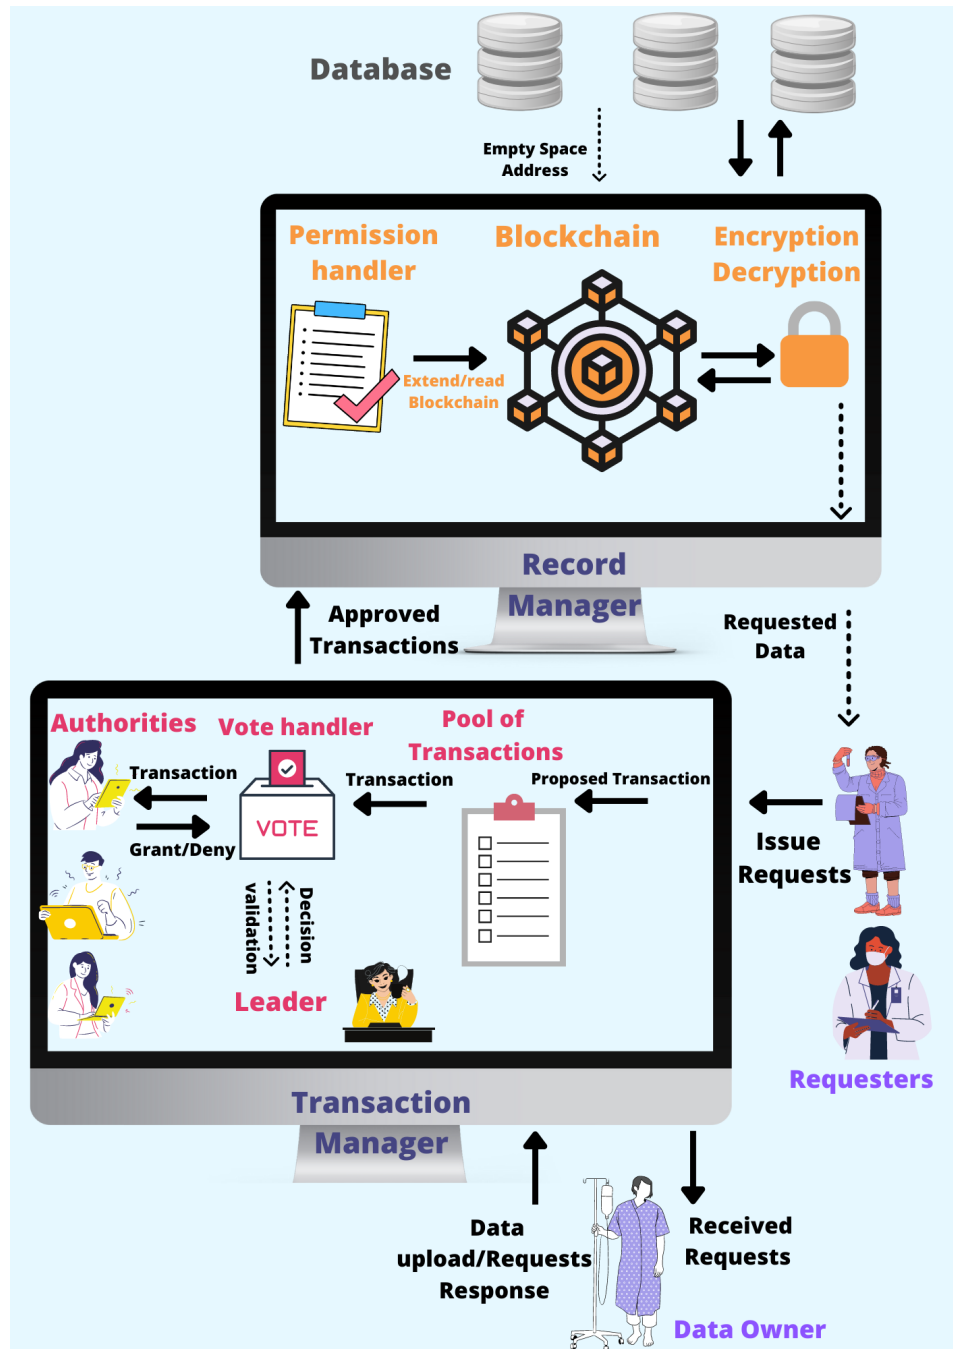 Database
Empty Space
Address
Permission
handler
Blockchain
Encryption
Decryption
Extend/read
Blockchain
Record
Manager
Approved
Transactions
Requested
Data
Authorities
Vote handler
Pool of
Transactions
Transaction
Transaction
Proposed Transaction
VOTE
Grant/Deny
Issue
Requests
validation
Decision
Leader
Requesters
Transaction
Manager
Data
upload/Requests
Response
Received
Requests
Data Owner